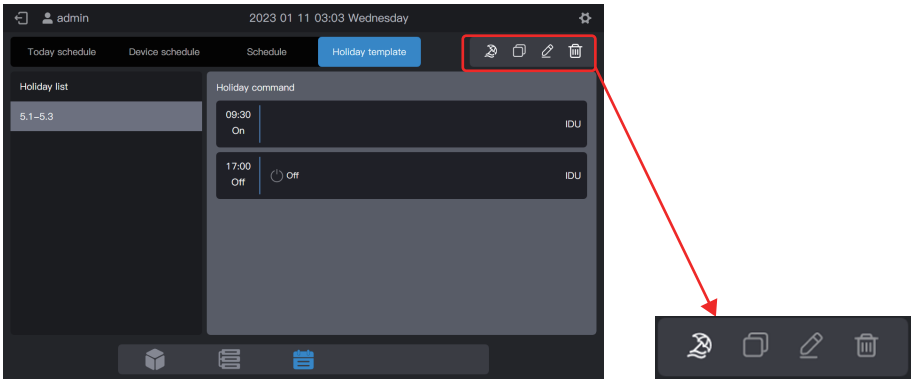 admin
2023 01 11 03:03 Wednesday
Today schedule
Device schedule
Schedule
Holiday template
Holiday list
5.1-5.3
Holiday command
09:30
On
IDU
17:00
Off
Off
IDU